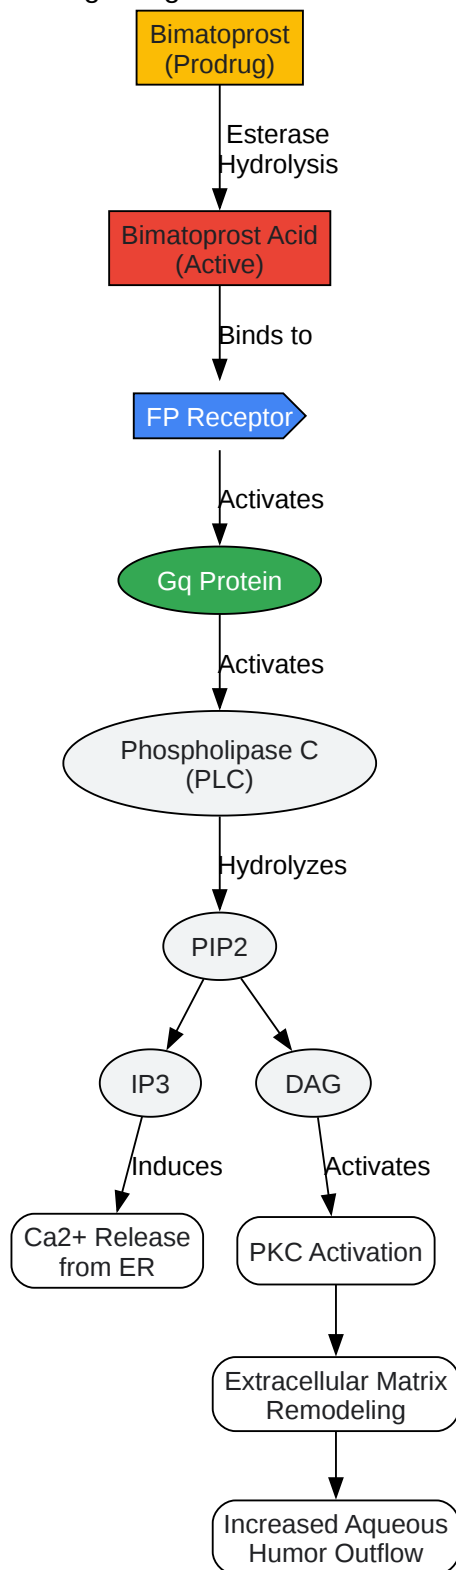 Bimatoprost
(Prodrug)
Esterase
Hydrolysis
Bimatoprost Acid
(Active)
Binds to
FP Receptor
Activates
Gq Protein
Activates
Phospholipase C
(PLC)
Hydrolyzes
PIP2
IP3
DAG
Induces
Activates
Ca2+ Release
from ER
PKC Activation
Extracellular Matrix
Remodeling
Increased Aqueous
Humor Outflow